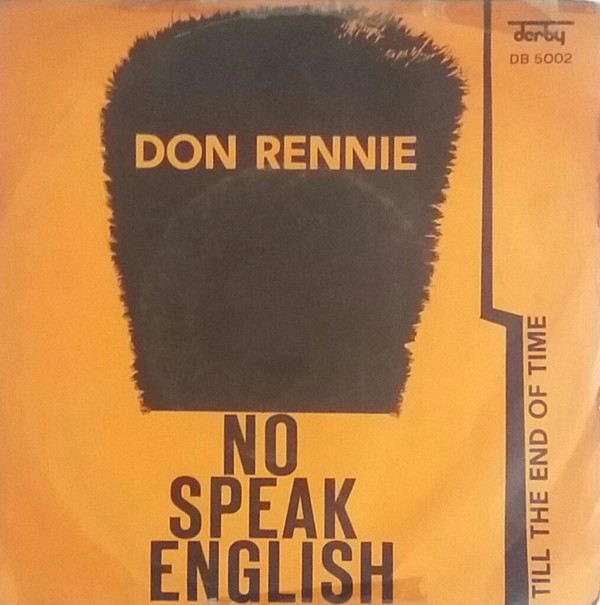 derby
DB 5002
DON RENNIE
NO
SPEAK
ENGLISH
TILL THE END OF TIME